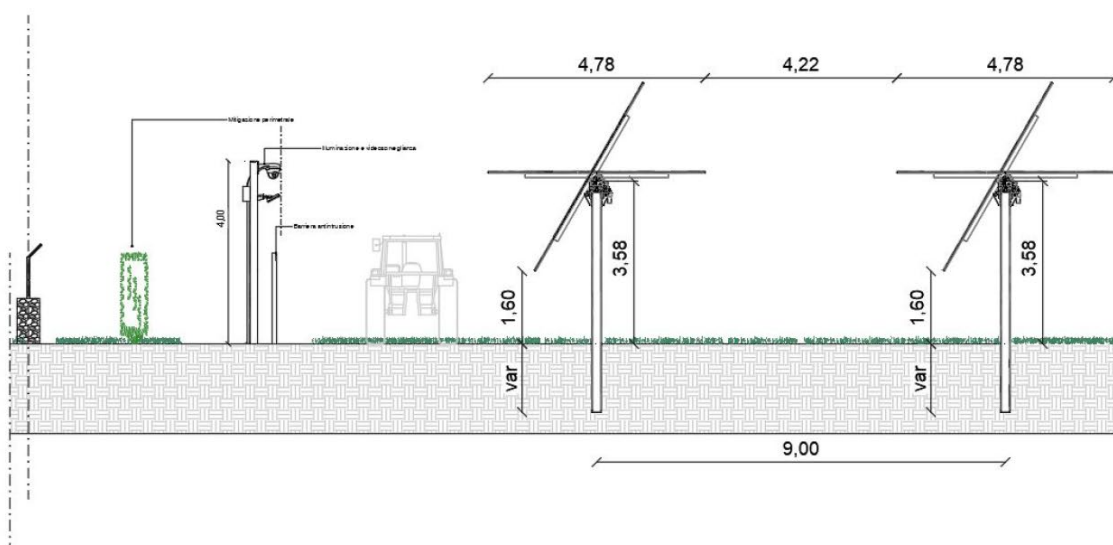 4,78
4,22
4,78
Mitigazione perimetrale
Illuminazione e videosorveglianza
4,00
Barriera antintrusione
3,58
3,58
1,60
1,60
var
var
9,00